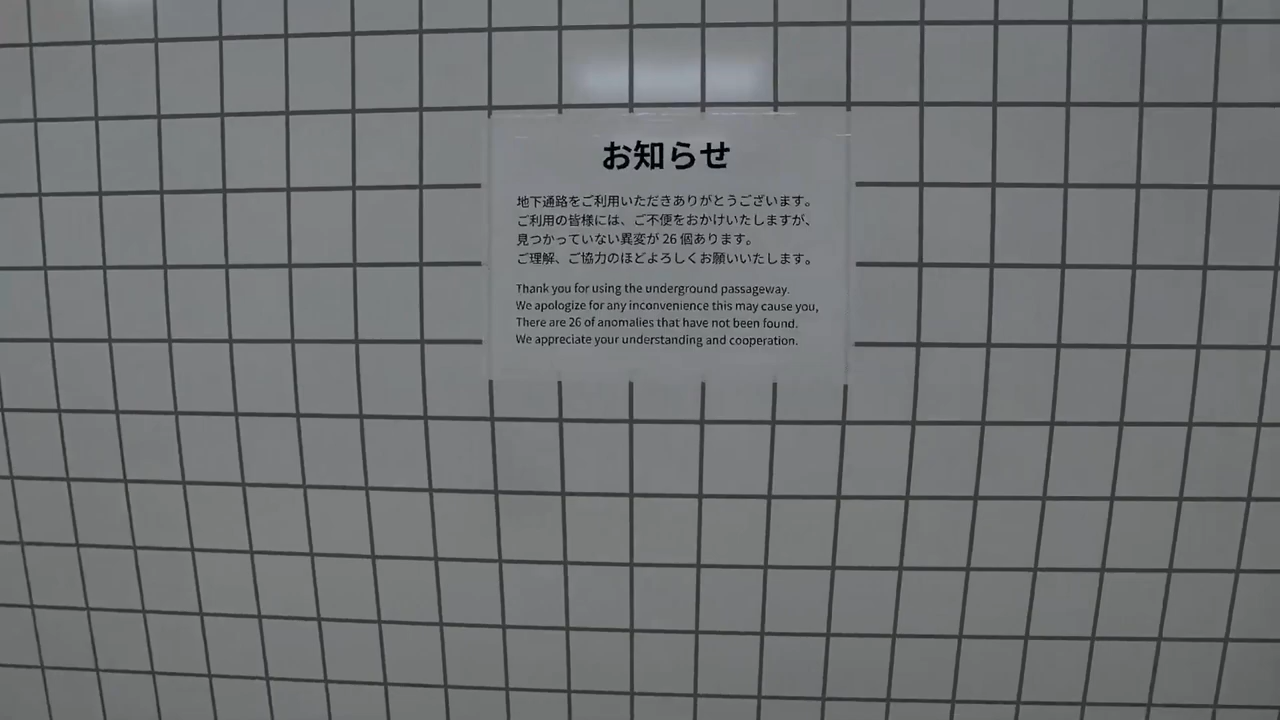 お知らせ
地下通路をご利用いただきありがとうございます。
ご利用の皆様には、ご不便をおかけいたしますが、
見つかっていない異変が 26 個あります。
ご理解、ご協力のほどよろしくお願いいたします。
Thank you for using the underground passageway.
We apologize for any inconvenience this may cause you,
There are 26 of anomalies that have not been found.
We appreciate your understanding and cooperation.